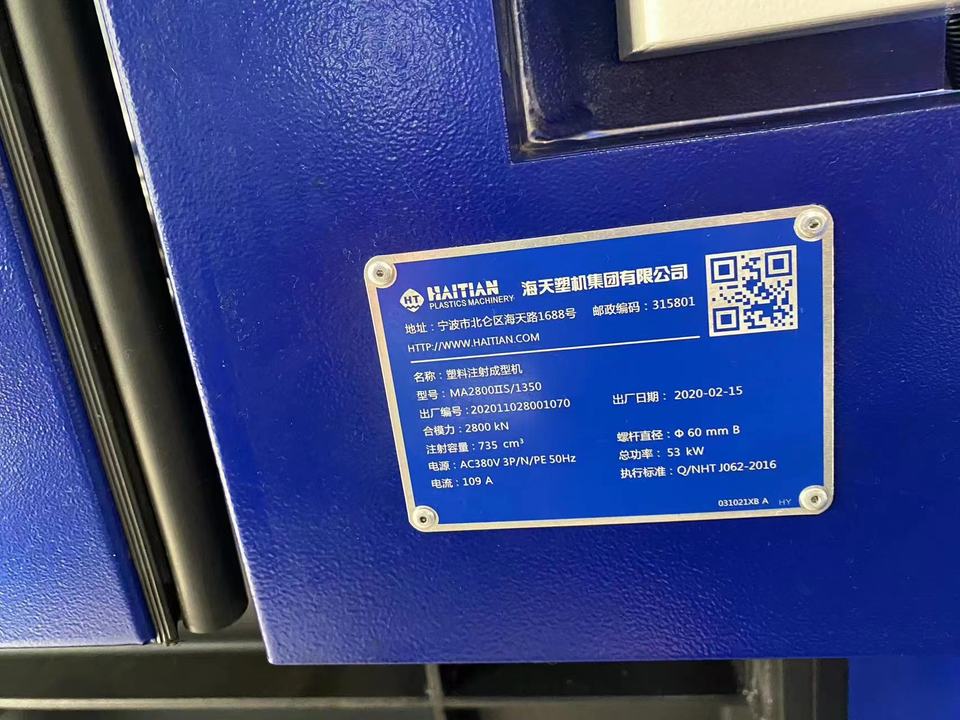 HT HAITIAN PLASTICS MACHINERY 海天塑机集团有限公司
地址：宁波市北仑区海天路1688号 邮政编码：315801
HTTP://WWW.HAITIAN.COM
名称：塑料注射成型机
型号：MA2800IIS/1350
出厂编号：202011028001070 出厂日期： 2020-02-15
合模力：2800 kN
注射容量：735 cm³ 螺杆直径：Φ 60 mm B
电源：AC380V 3P/N/PE 50Hz 总功率： 53 kW
电流：109 A 执行标准：Q/NHT J062-2016
031021XB A HY